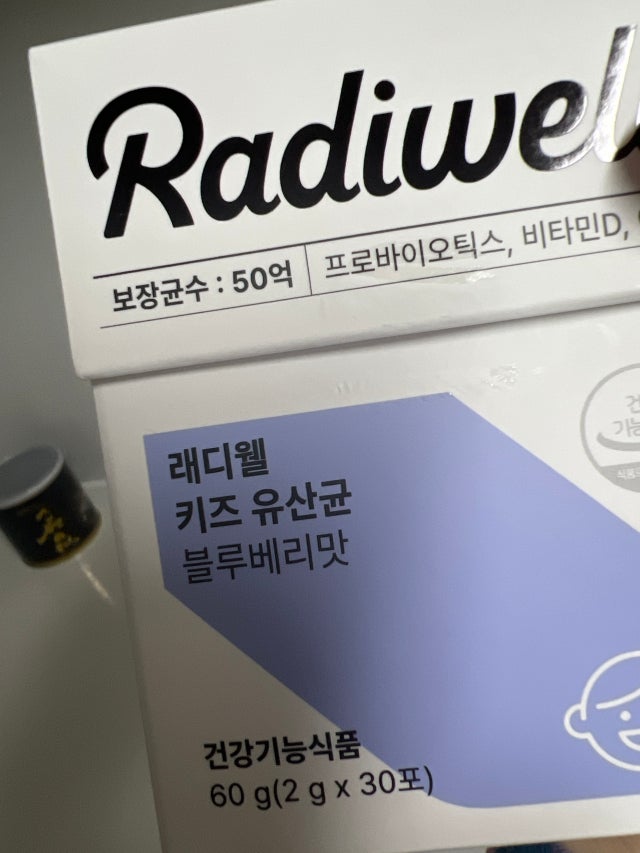 Radiwell
보장균수 : 50억
프로바이오틱스, 비타민D,
래디웰
키즈 유산균
블루베리맛
건강기능식품
60 g(2 g x 30포)